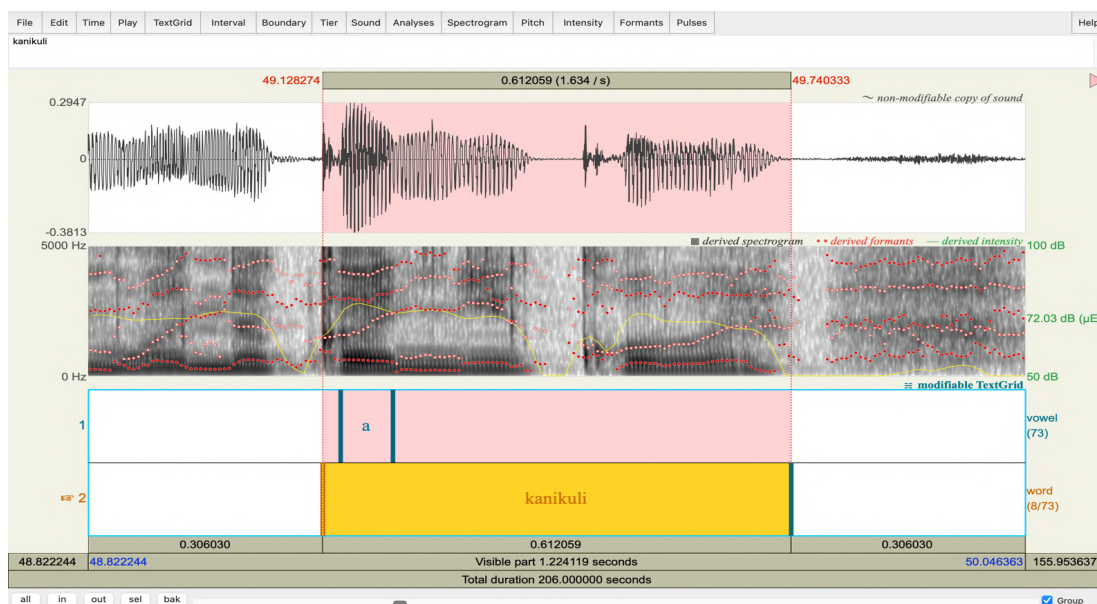 File Edit Time Play TextGrid Interval Boundary Tier Sound Analyses Spectrogram Pitch Intensity Formants Pulses Help
kanikuli
49.128274 0.612059 (1.634 / s) 49.740333
0.2947 ~ non-modifiable copy of sound
0
-0.3813
5000 Hz derived spectrogram derived formants derived intensity 100 dB
72.03 dB (µE
0 Hz 50 dB
modifiable TextGrid
1 a vowel
(73)
2 kanikuli word
(8/73)
0.306030 0.612059 0.306030
48.822244 48.822244 Visible part 1.224119 seconds 50.046363 155.953637
Total duration 206.000000 seconds
all in out sel bak Group